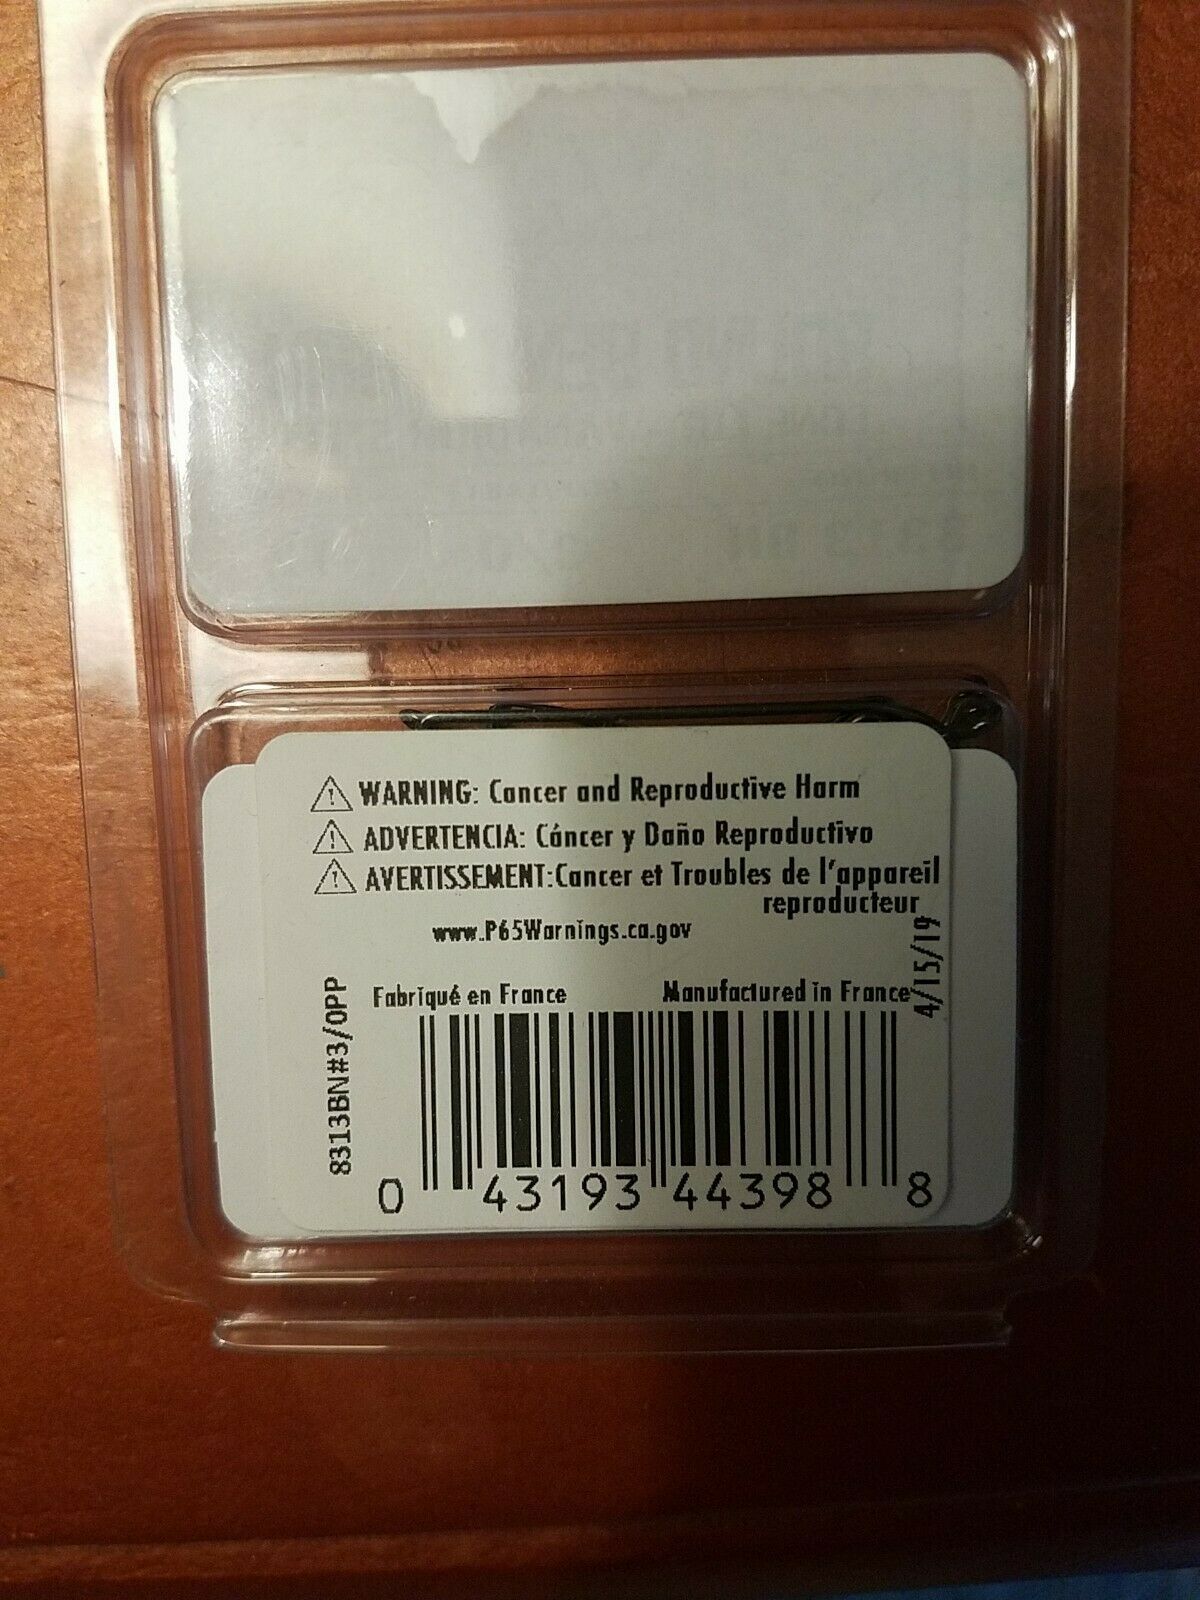 ⚠ WARNING: Cancer and Reproductive Harm
⚠ ADVERTENCIA: Cáncer y Daño Reproductivo
⚠ AVERTISSEMENT:Cancer et Troubles de l'appareil
reproducteur
www.P65Warnings.ca.gov
4/15/19
Fabriqué en France Manufactured in France
8313BN#3/0PP
0 43193 44398 8